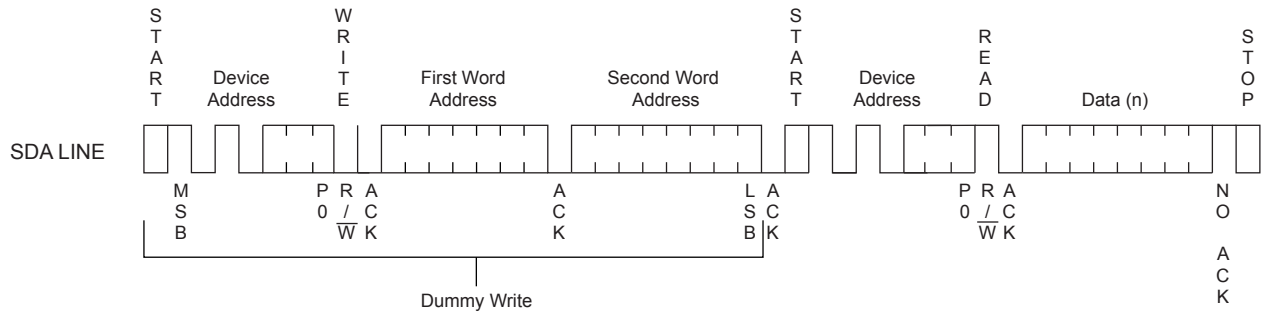 START
WRITE
START
READ
STOP
Device
Address
First Word
Address
Second Word
Address
Device
Address
Data (n)
SDA LINE
MSB
P0
R/W
ACK
ACK
LSB
ACK
P0
R/W
ACK
NO ACK
Dummy Write